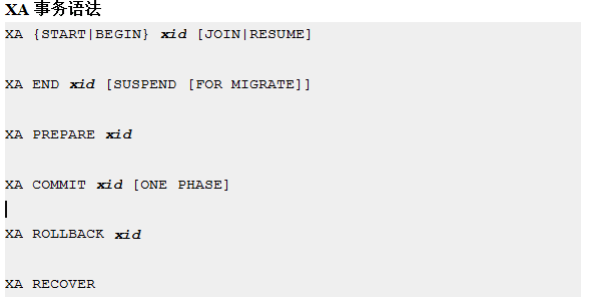 XA 事务语法
XA {START|BEGIN} xid [JOIN|RESUME]
XA END xid [SUSPEND [FOR MIGRATE]]
XA PREPARE xid
XA COMMIT xid [ONE PHASE]
XA ROLLBACK xid
XA RECOVER